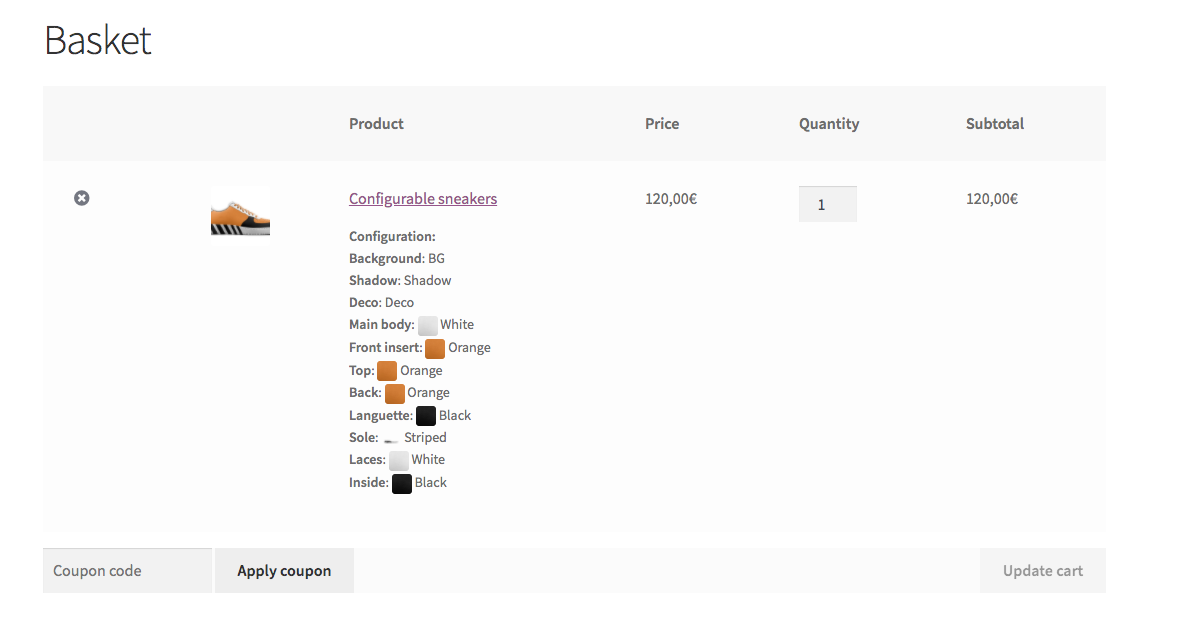 Basket
Product Price Quantity Subtotal
Configurable sneakers 120,00€ 1 120,00€
Configuration:
Background: BG
Shadow: Shadow
Deco: Deco
Main body: White
Front insert: Orange
Top: Orange
Back: Orange
Languette: Black
Sole: Striped
Laces: White
Inside: Black
Coupon code Apply coupon Update cart